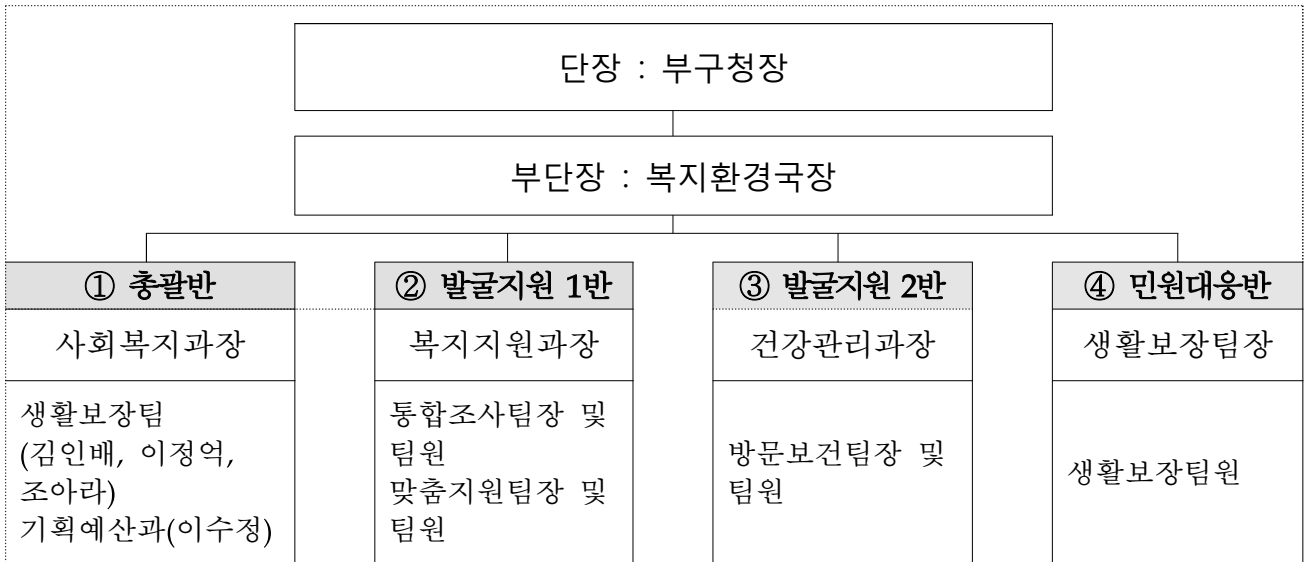 단장 : 부구청장
부단장 : 복지환경국장
① 총괄반
사회복지과장
생활보장팀
(김인배, 이정억,
조아라)
기획예산과(이수정)
② 발굴지원 1반
복지지원과장
통합조사팀장 및
팀원
맞춤지원팀장 및
팀원
③ 발굴지원 2반
건강관리과장
방문보건팀장 및
팀원
④ 민원대응반
생활보장팀장
생활보장팀원